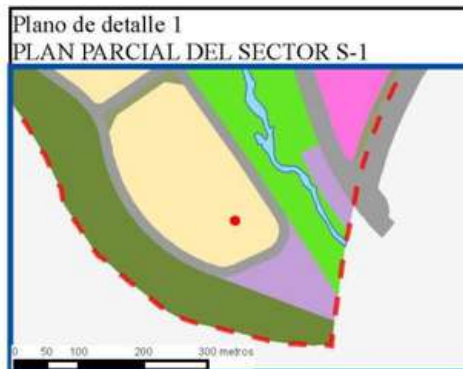 Plano de detalle 1
PLAN PARCIAL DEL SECTOR S-1
0 50 100 200 300 metros